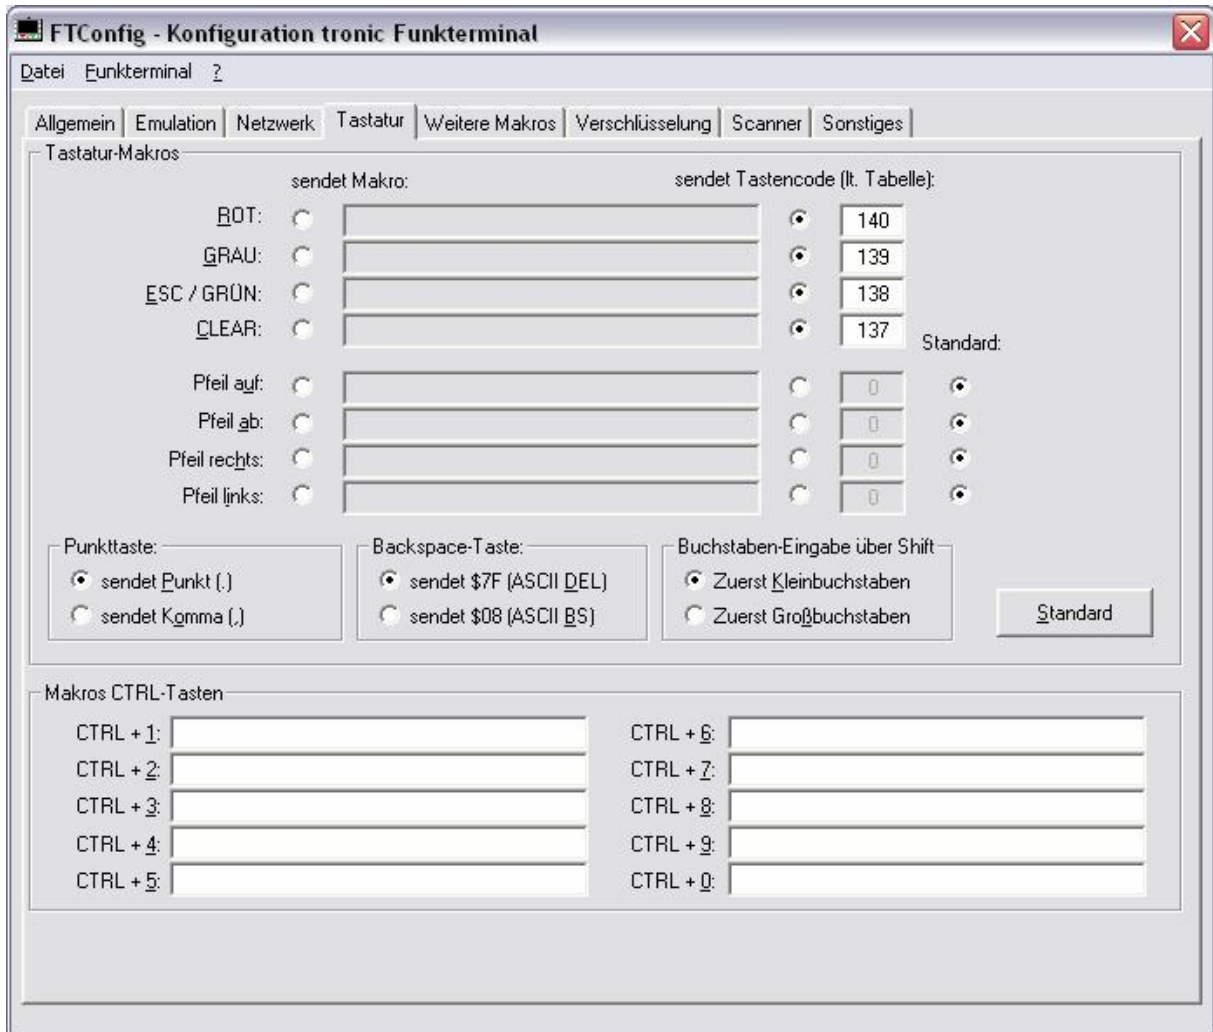 FTConfig - Konfiguration tronic Funkterminal
Datei Funkterminal ?
Allgemein Emulation Netzwerk Tastatur Weitere Makros Verschlüsselung Scanner Sonstiges
Tastatur-Makros
sendet Makro: sendet Tastencode (lt. Tabelle):
ROT: 140
GRAU: 139
ESC / GRÜN: 138
CLEAR: 137
Standard:
Pfeil auf: 0
Pfeil ab: 0
Pfeil rechts: 0
Pfeil links: 0
Punkttaste: Backspace-Taste: Buchstaben-Eingabe über Shift
sendet Punkt (.) sendet $7F (ASCII DEL) Zuerst Kleinbuchstaben
sendet Komma (,) sendet $08 (ASCII BS) Zuerst Großbuchstaben
Standard
Makros CTRL-Tasten
CTRL + 1: CTRL + 6:
CTRL + 2: CTRL + 7:
CTRL + 3: CTRL + 8:
CTRL + 4: CTRL + 9:
CTRL + 5: CTRL + 0: